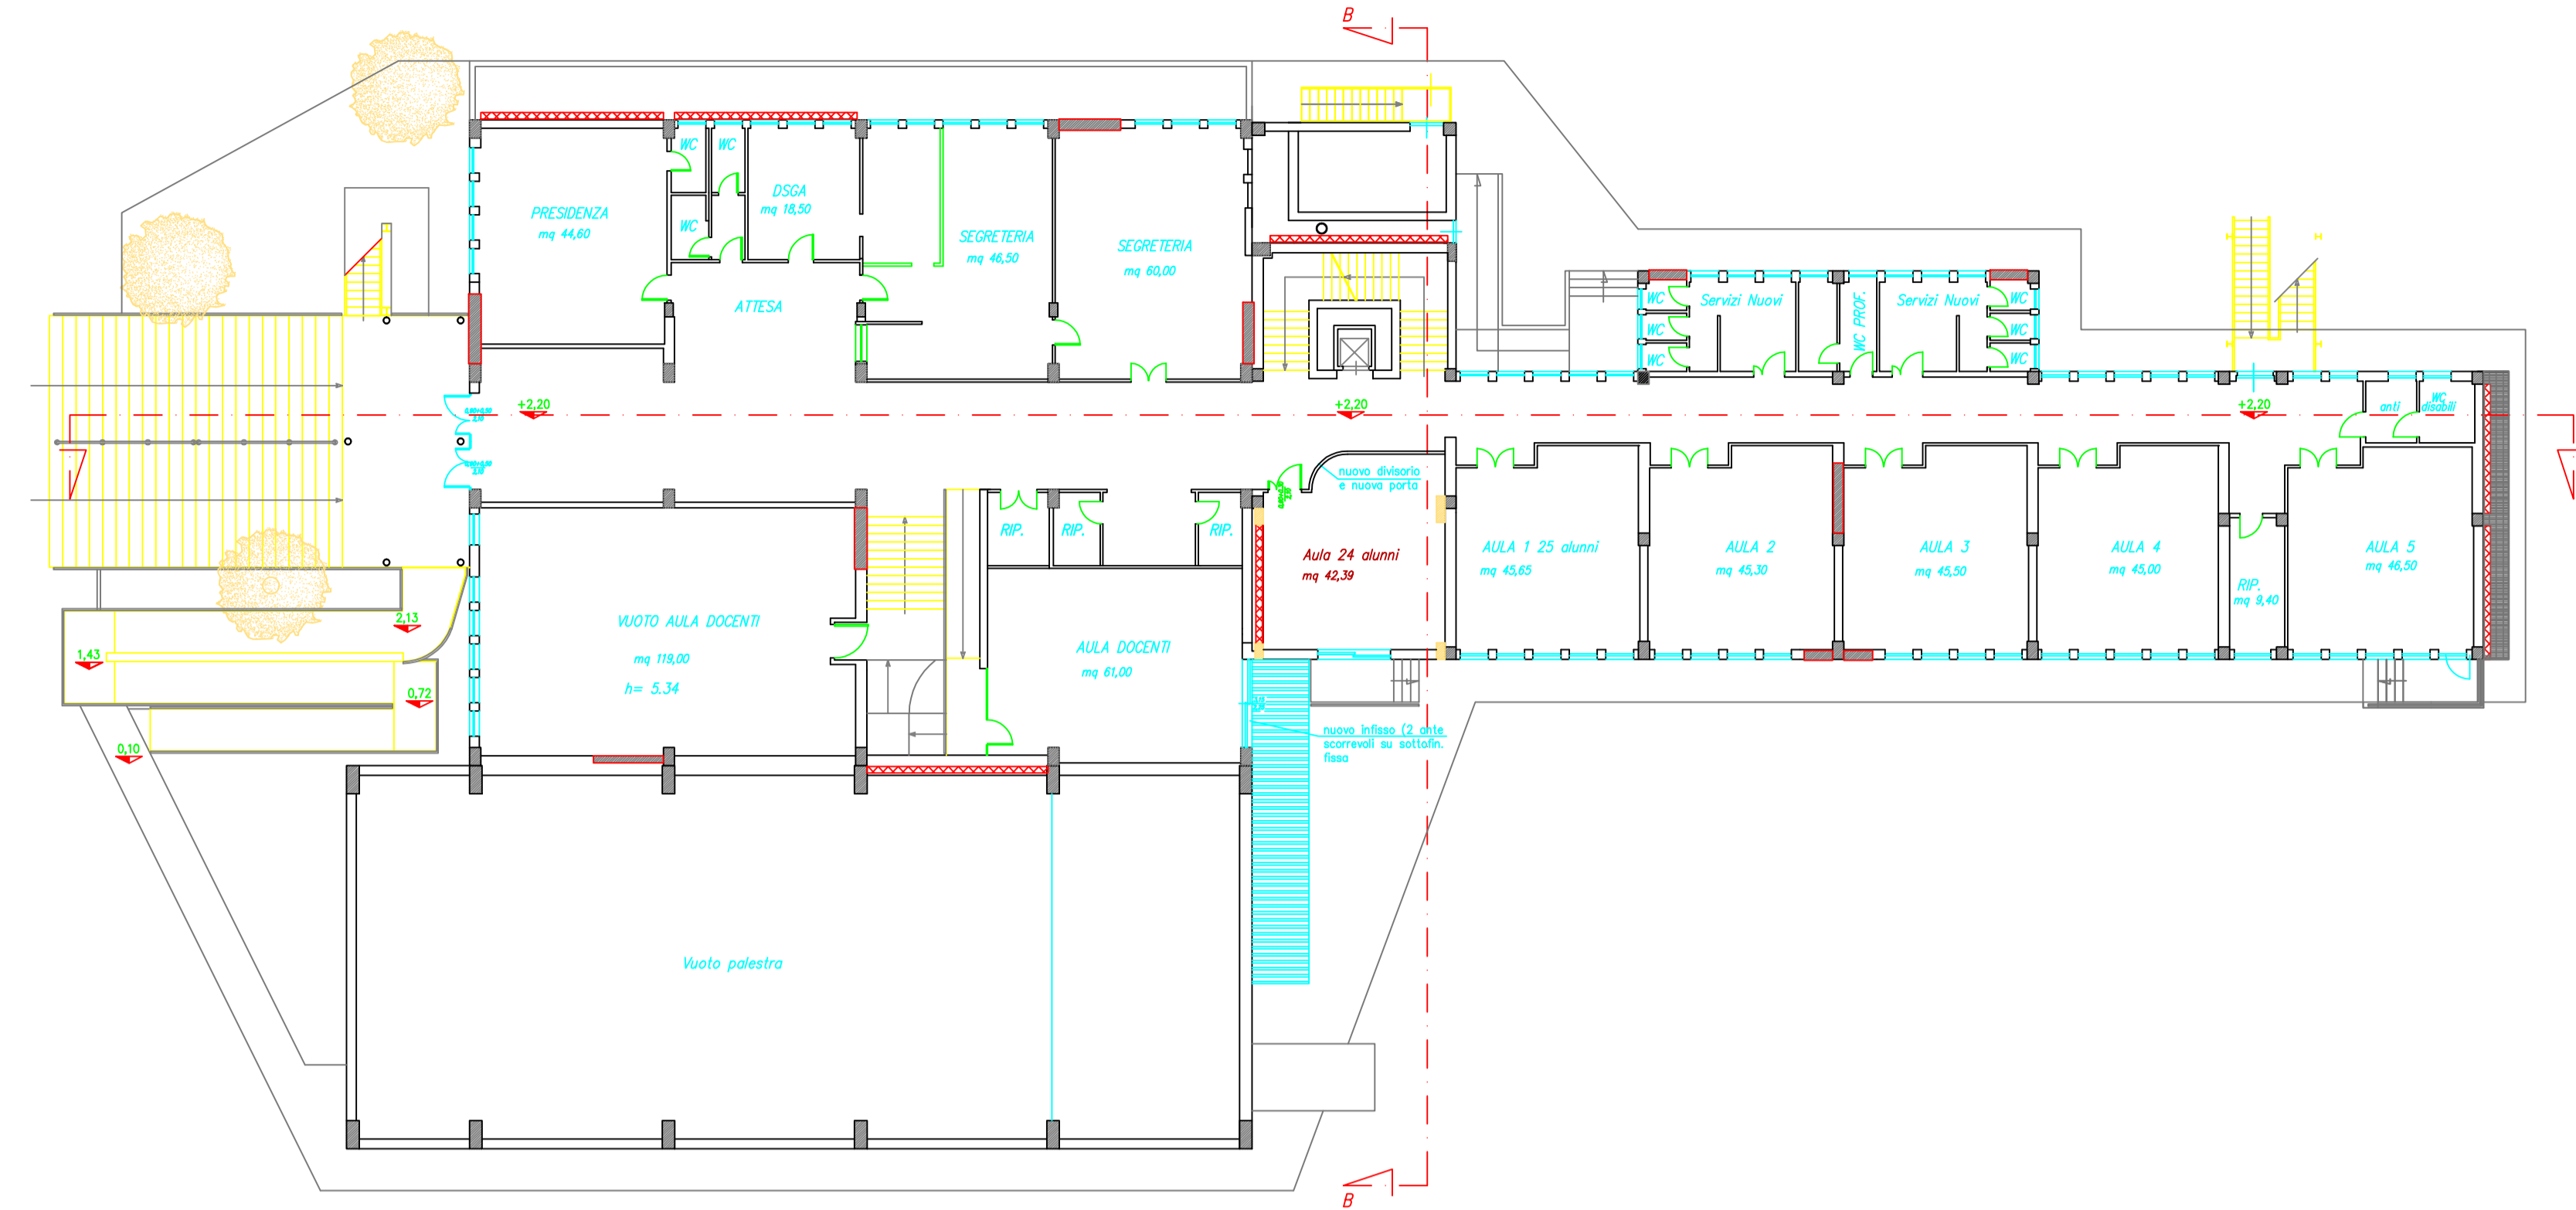 B
WC
WC
DSGA
mq 18,50
PRESIDENZA
mq 44,60
WC
SEGRETERIA
mq 46,50
SEGRETERIA
mq 60,00
ATTESA
WC
Servizi Nuovi
WC PROF.
Servizi Nuovi
WC
WC
WC
WC
WC
+2,20
+2,20
+2,20
anti
WC
disabili
nuovo divisorio
e nuova porta
RIP.
RIP.
RIP.
Aula 24 alunni
mq 42,39
AULA 1 25 alunni
mq 45,65
AULA 2
mq 45,30
AULA 3
mq 45,50
AULA 4
mq 45,00
RIP.
mq 9,40
AULA 5
mq 46,50
2,13
1,43
0,72
0,10
VUOTO AULA DOCENTI
mq 119,00
h= 5.34
AULA DOCENTI
mq 61,00
nuovo infisso (2 ante
scorrevoli su sottofin.
fissa
Vuoto palestra
B